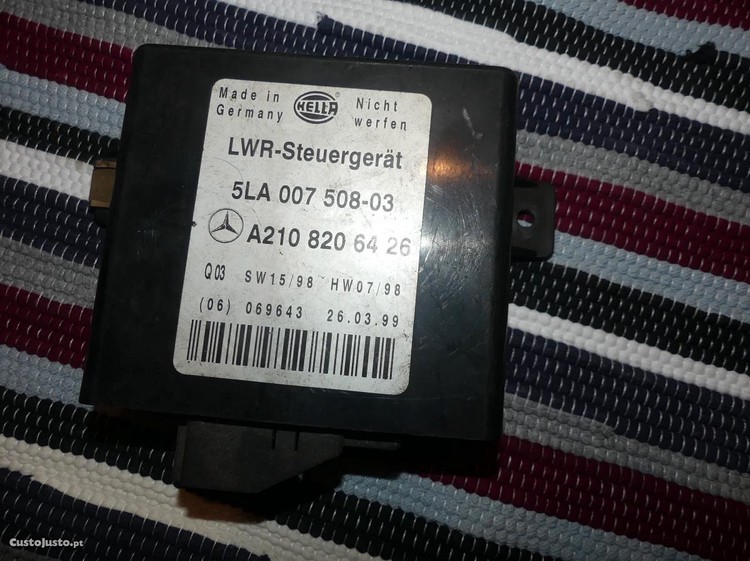 Made in Germany
HELLA
Nicht werfen
LWR-Steuergerät
5LA 007 508-03
A210 820 64 26
Q03 SW15/98 HW07/98
(06) 069643 26.03.99
CustoJusto.pt